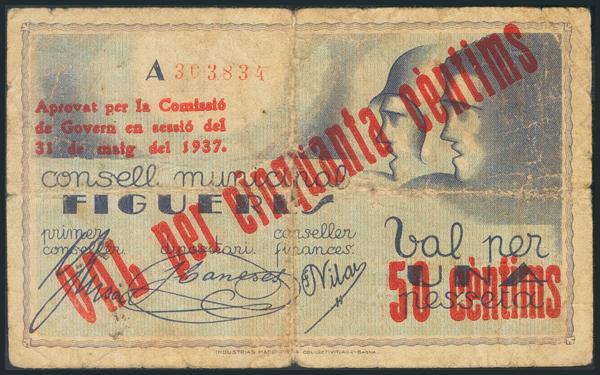 A 303834
Aprovat per la Comissió
de Govern en sessió del
31 de maig del 1937.
consell municipal
FIGUERES
primer conseller
dipositari
conseller finances.
Val per cinquanta cèntims
Val per
UNA
pesseta
50 cèntims
INDUSTRIAS